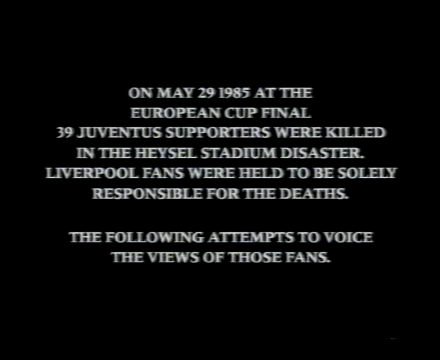 ON MAY 29 1985 AT THE
EUROPEAN CUP FINAL
39 JUVENTUS SUPPORTERS WERE KILLED
IN THE HEYSEL STADIUM DISASTER.
LIVERPOOL FANS WERE HELD TO BE SOLELY
RESPONSIBLE FOR THE DEATHS.
THE FOLLOWING ATTEMPTS TO VOICE
THE VIEWS OF THOSE FANS.